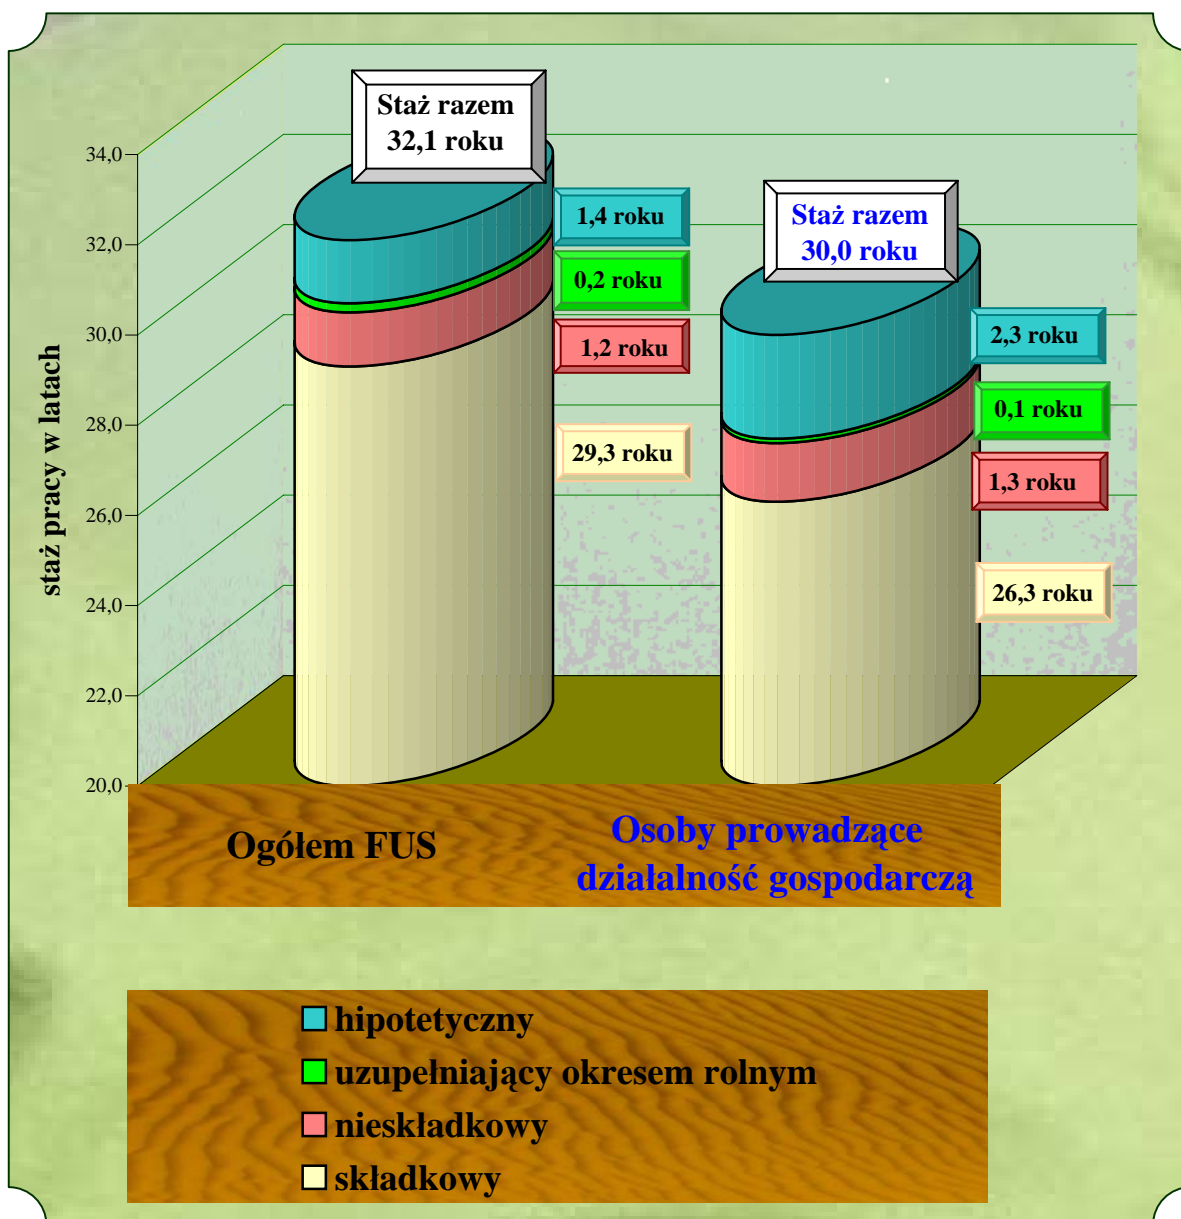 Staż razem
32,1 roku
34,0
1,4 roku
Staż razem
30,0 roku
32,0
0,2 roku
30,0
1,2 roku
2,3 roku
28,0
0,1 roku
29,3 roku
1,3 roku
26,0
26,3 roku
24,0
22,0
20,0
staż pracy w latach
Ogółem FUS
Osoby prowadzące
działalność gospodarczą
hipotetyczny
uzupełniający okresem rolnym
nieskładkowy
składkowy